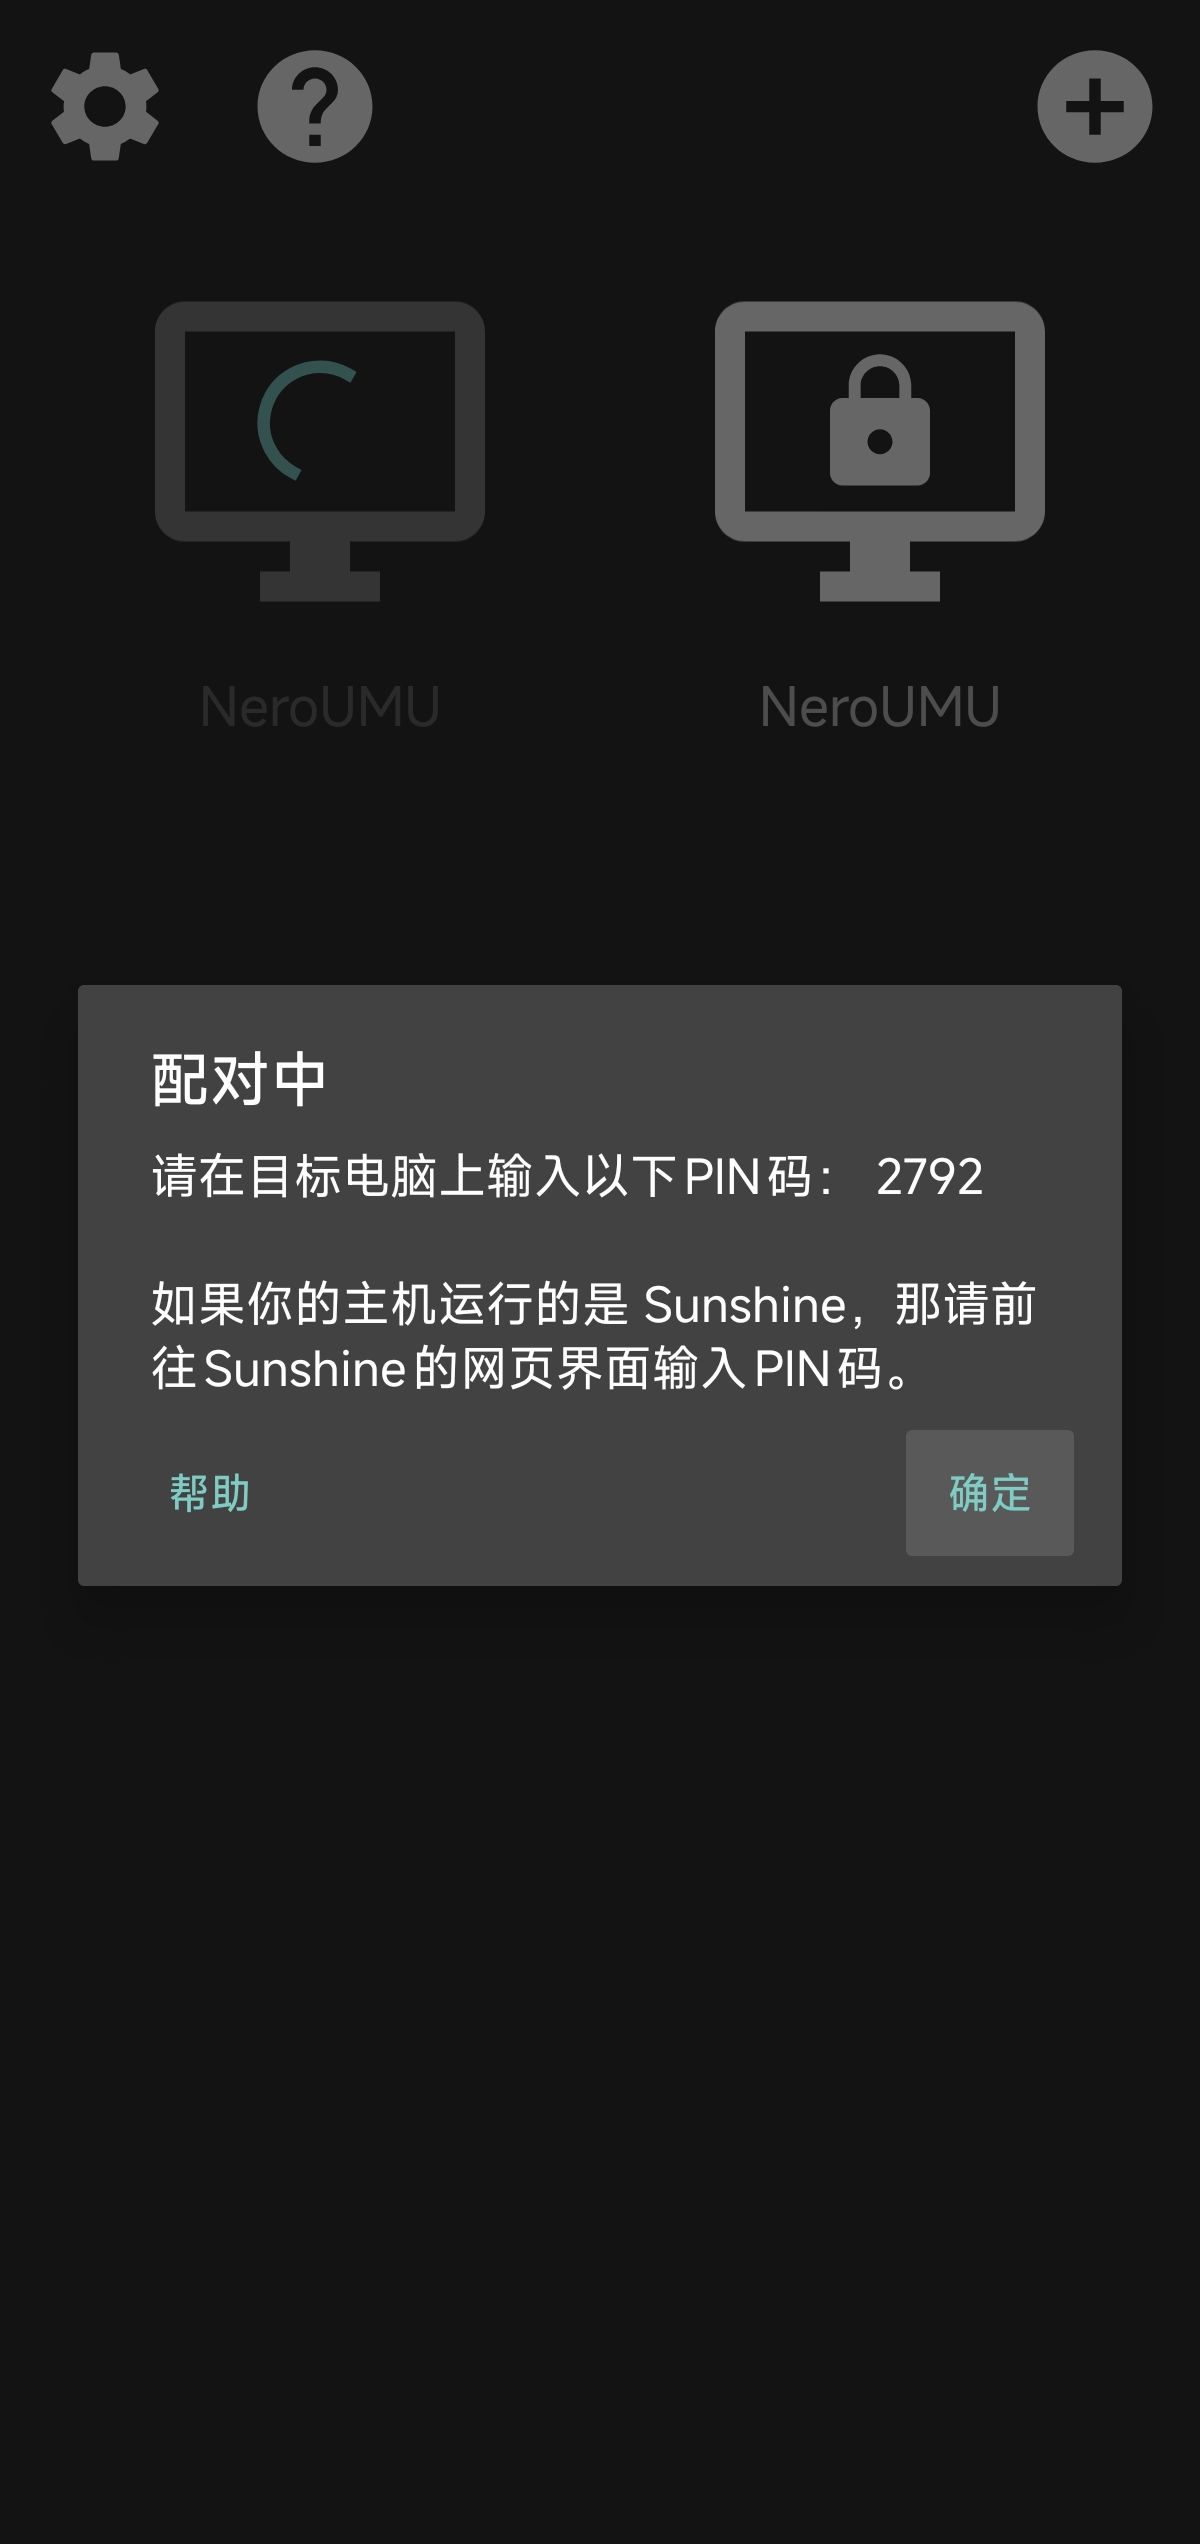 NeroUMU
NeroUMU
配对中
请在目标电脑上输入以下PIN码： 2792
如果你的主机运行的是 Sunshine，那请前
往Sunshine的网页界面输入PIN码。
帮助
确定